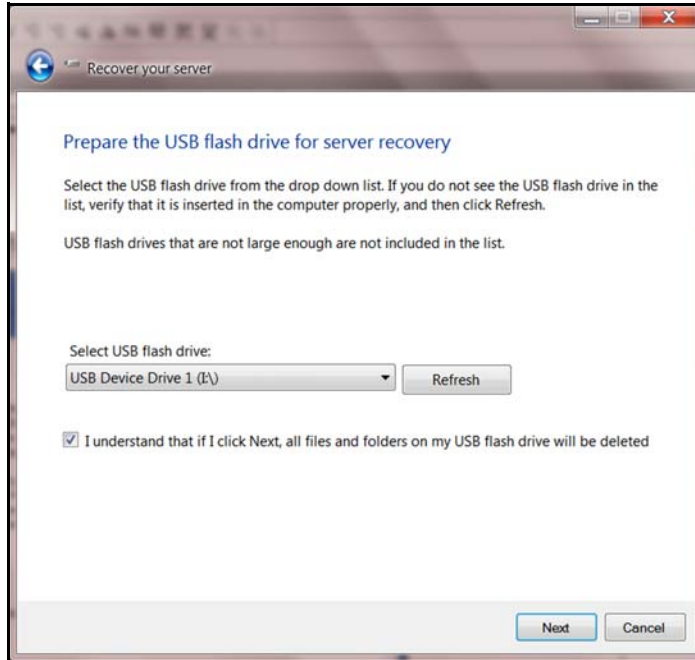 Recover your server
Prepare the USB flash drive for server recovery
Select the USB flash drive from the drop down list. If you do not see the USB flash drive in the
list, verify that it is inserted in the computer properly, and then click Refresh.
USB flash drives that are not large enough are not included in the list.
Select USB flash drive:
USB Device Drive 1 (I:\)
Refresh
I understand that if I click Next, all files and folders on my USB flash drive will be deleted
Next
Cancel